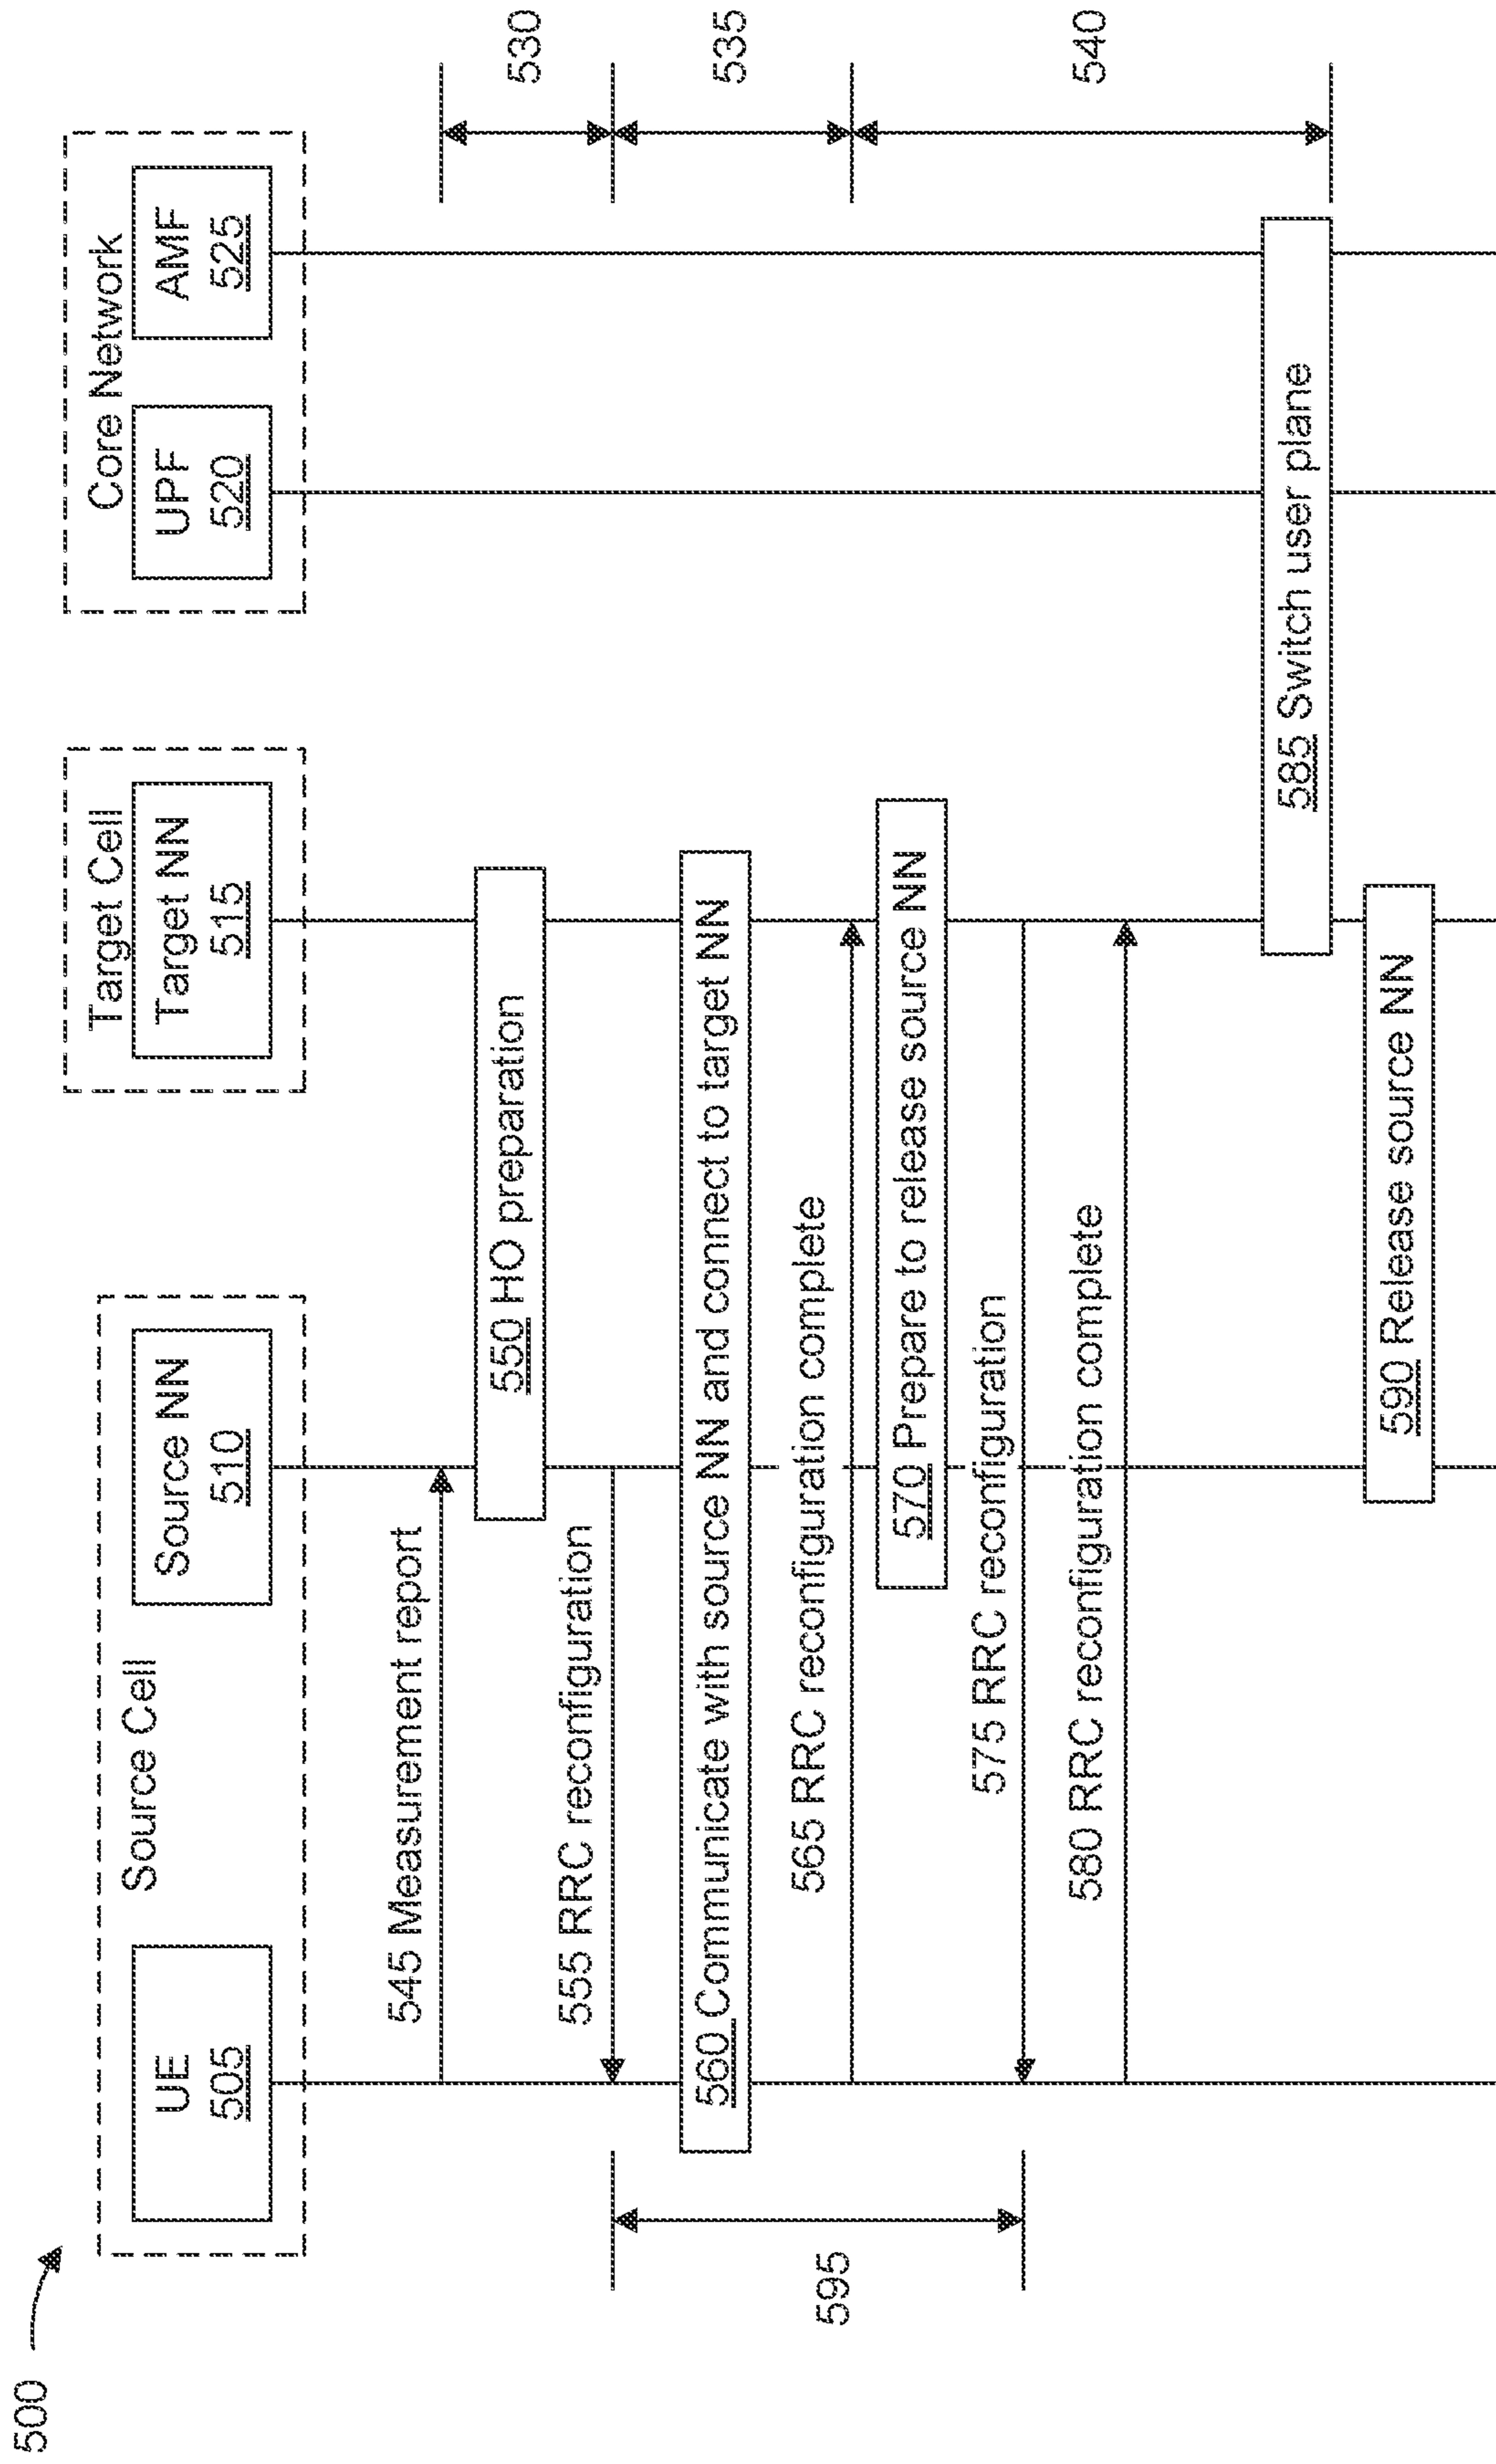 500
Source Cell
UE
505
Source NN
510
Target Cell
Target NN
515
Core Network
UPF
520
AMF
525
530
535
540
545 Measurement report
550 HO preparation
555 RRC reconfiguration
560 Communicate with source NN and connect to target NN
565 RRC reconfiguration complete
570 Prepare to release source NN
575 RRC reconfiguration
580 RRC reconfiguration complete
585 Switch user plane
590 Release source NN
595